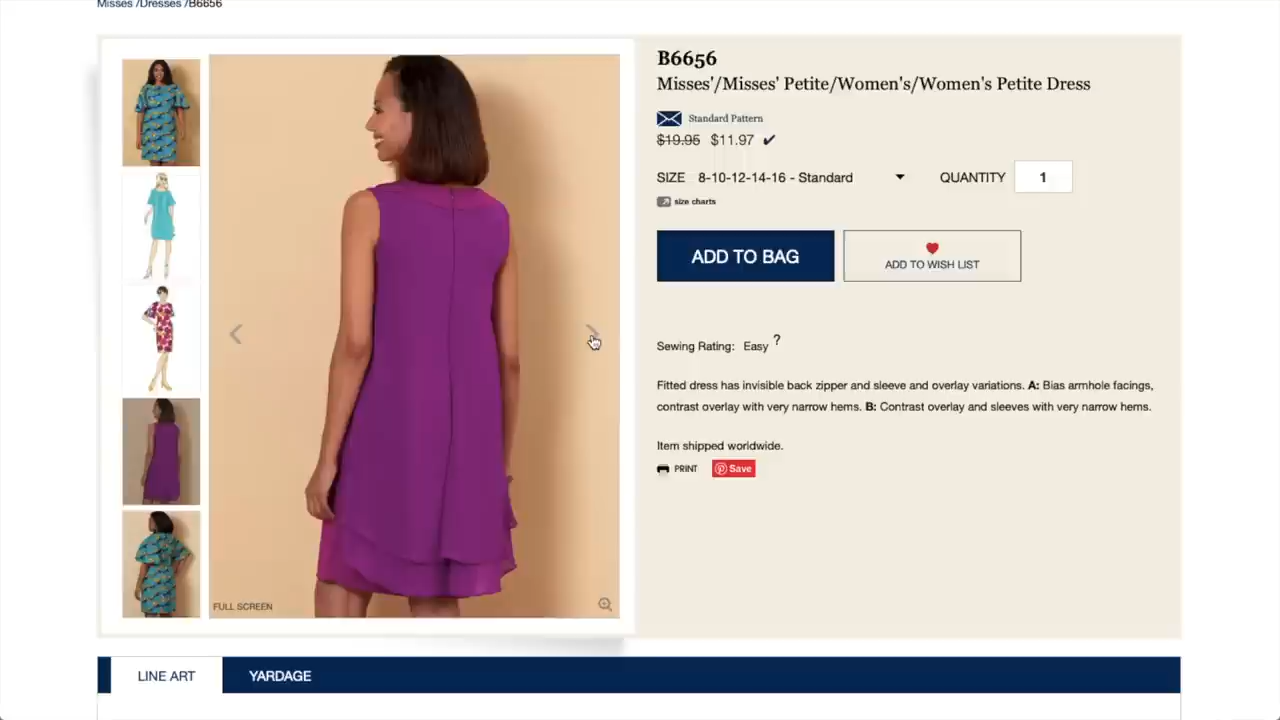 Misses /Dresses /B6656
B6656
Misses'/Misses' Petite/Women's/Women's Petite Dress
Standard Pattern
$19.95 $11.97 ✔
SIZE 8-10-12-14-16 - Standard QUANTITY 1
size charts
ADD TO BAG
ADD TO WISH LIST
Sewing Rating: Easy ?
Fitted dress has invisible back zipper and sleeve and overlay variations. A: Bias armhole facings,
contrast overlay with very narrow hems. B: Contrast overlay and sleeves with very narrow hems.
Item shipped worldwide.
PRINT Save
FULL SCREEN
LINE ART YARDAGE